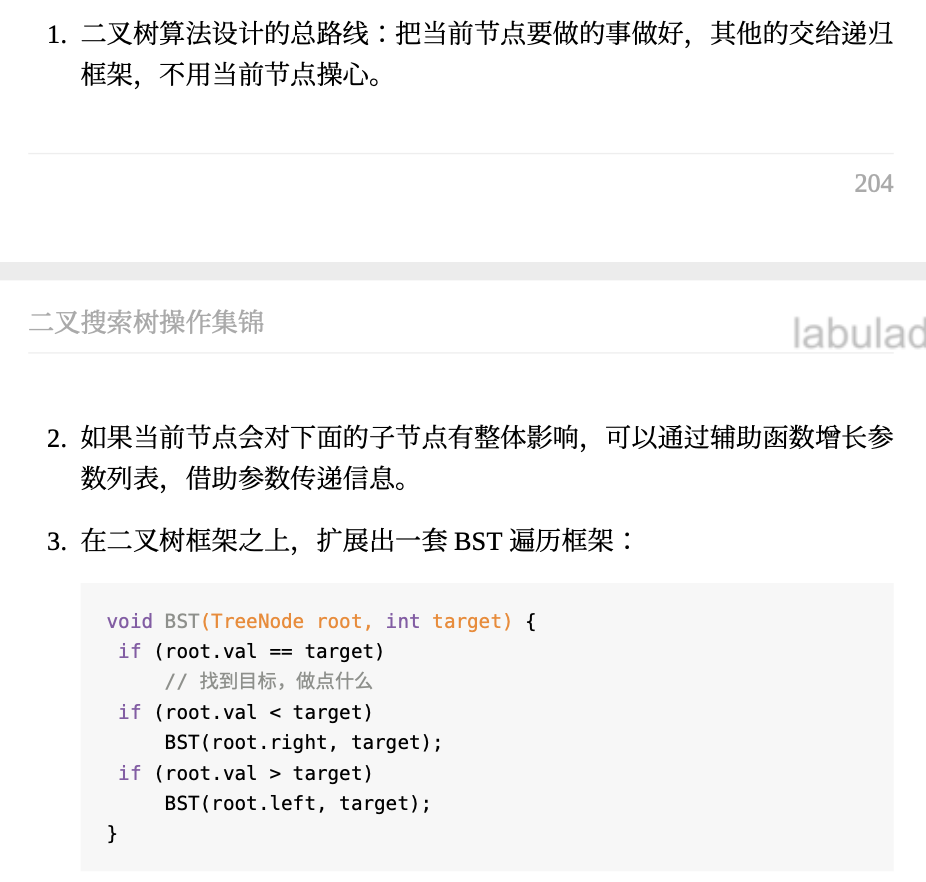 1. 二叉树算法设计的总路线：把当前节点要做的事做好，其他的交给递归
框架，不用当前节点操心。
204
二叉搜索树操作集锦
labulad
2. 如果当前节点会对下面的子节点有整体影响，可以通过辅助函数增长参
数列表，借助参数传递信息。
3. 在二叉树框架之上，扩展出一套 BST 遍历框架：
void BST(TreeNode root, int target) {
 if (root.val == target)
     // 找到目标，做点什么
 if (root.val < target)
     BST(root.right, target);
 if (root.val > target)
     BST(root.left, target);
}